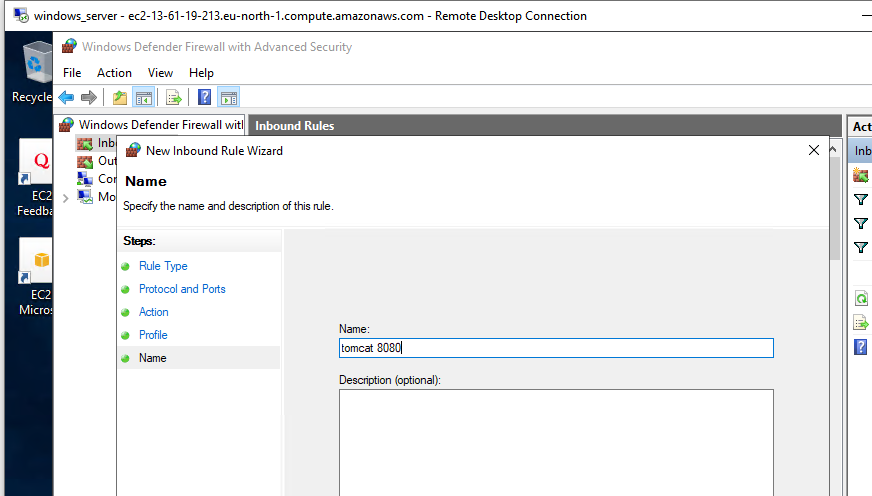 windows_server - ec2-13-61-19-213.eu-north-1.compute.amazonaws.com - Remote Desktop Connection
Windows Defender Firewall with Advanced Security
File Action View Help
Recycle
Windows Defender Firewall witl
Inbound Rules
Act
Inb
Inb
Out
Con
Mo
New Inbound Rule Wizard
Name
Specify the name and description of this rule.
Steps:
Rule Type
Protocol and Ports
Action
Profile
Name
Name:
tomcat 8080
Description (optional):
EC2
Feedba
EC2
Micros